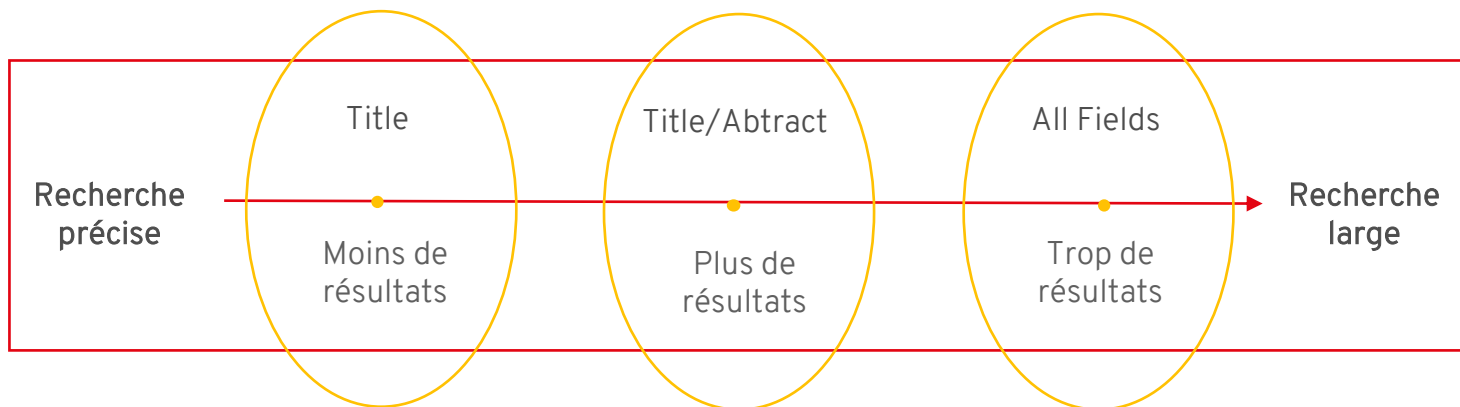 Title
Title/Abtract
All Fields
Recherche
précise
Recherche
large
Moins de
résultats
Plus de
résultats
Trop de
résultats